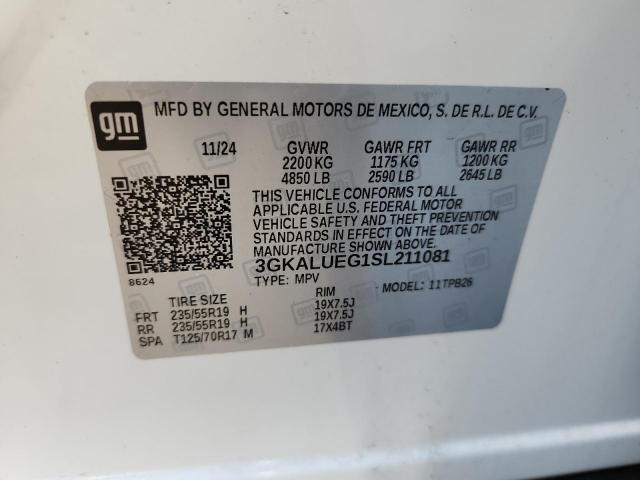 gm
MFD BY GENERAL MOTORS DE MEXICO, S. DE R.L. DE C.V.
11/24 GVWR GAWR FRT GAWR RR
2200 KG 1175 KG 1200 KG
4850 LB 2590 LB 2645 LB
THIS VEHICLE CONFORMS TO ALL
APPLICABLE U.S. FEDERAL MOTOR
VEHICLE SAFETY AND THEFT PREVENTION
STANDARDS IN EFFECT ON THE DATE OF
MANUFACTURE SHOWN ABOVE.
3GKALUEG1SL211081
8624
TYPE: MPV MODEL: 11TPB26
TIRE SIZE RIM
FRT 235/55R19 H 19X7.5J
RR 235/55R19 H 19X7.5J
SPA T125/70R17 M 17X4BT